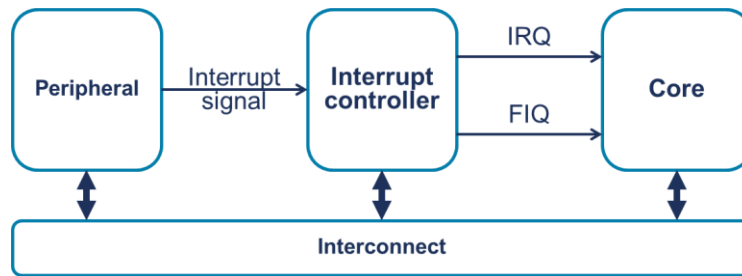 Peripheral
Interrupt
signal
Interrupt
controller
IRQ
FIQ
Core
Interconnect